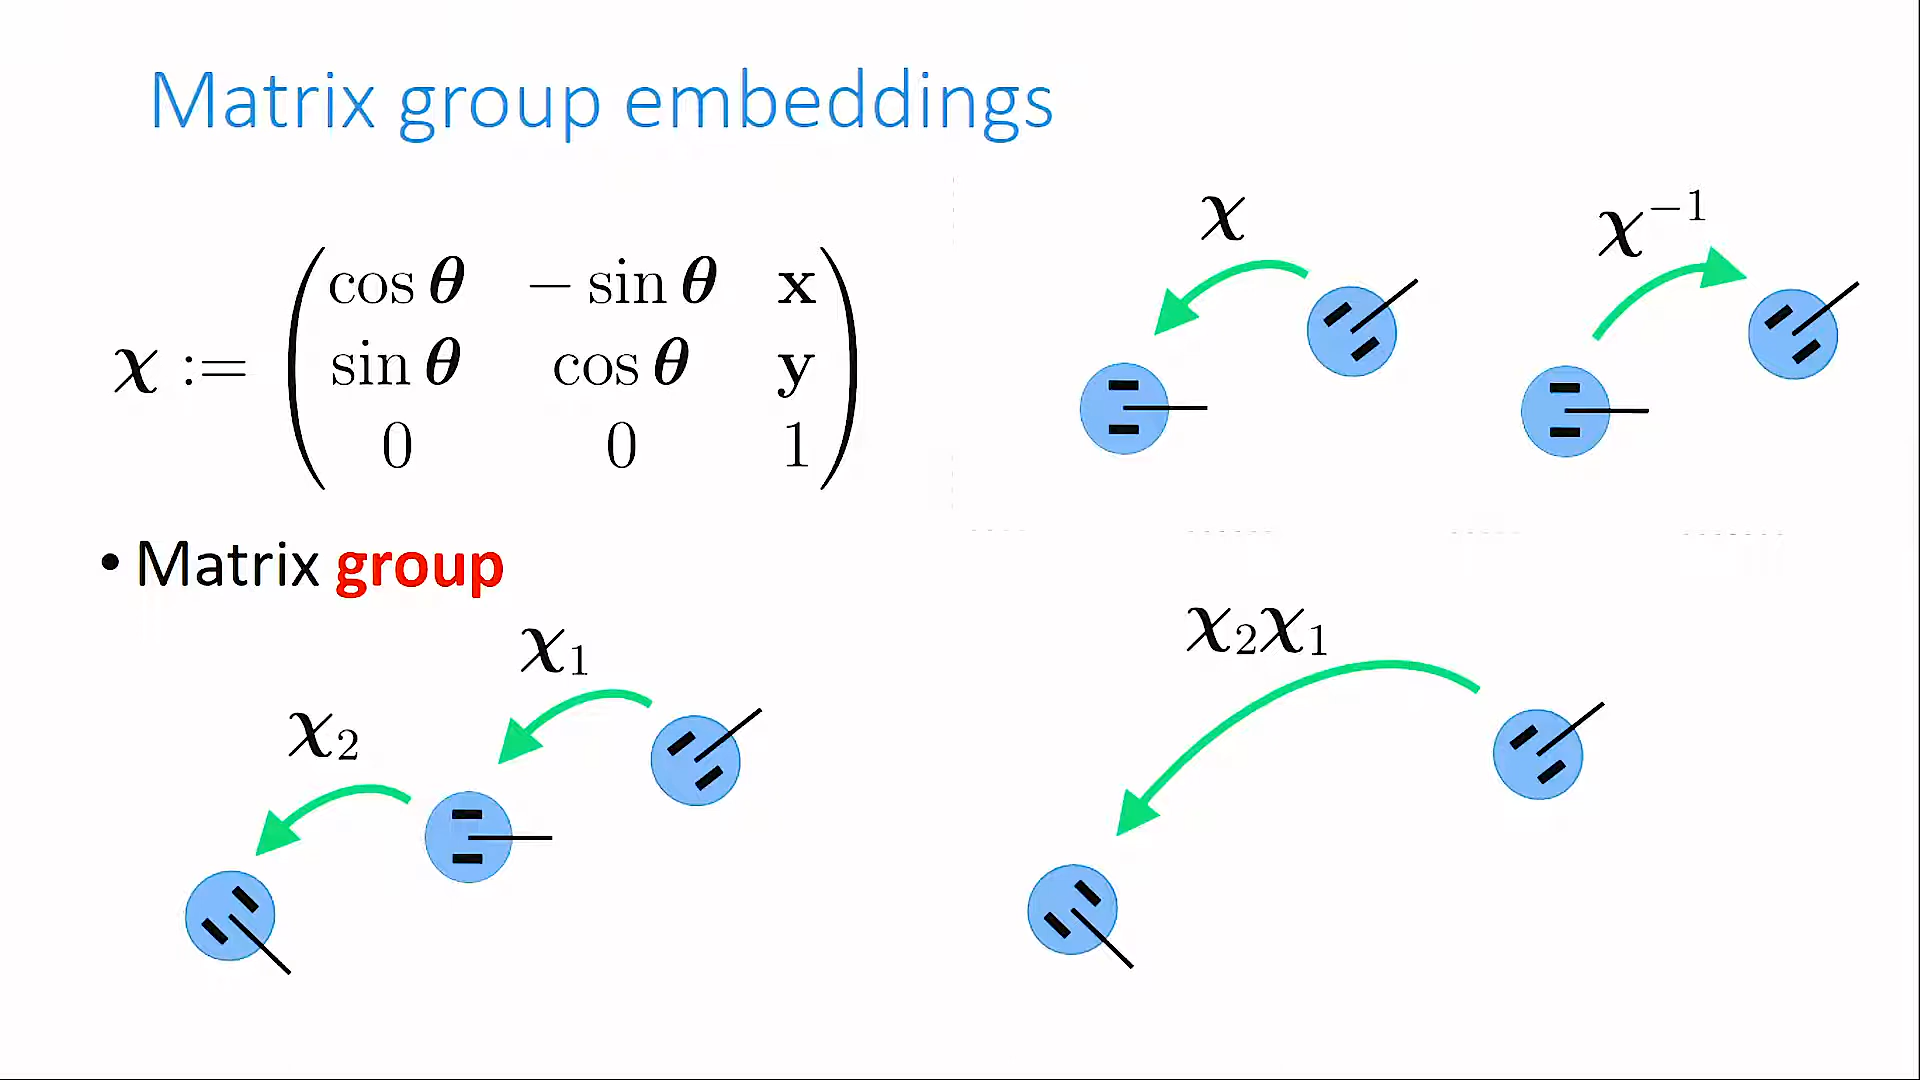 Matrix group embeddings
χ := ( cos θ  − sin θ  x
sin θ  cos θ  y
0  0  1 )
χ
χ⁻¹
• Matrix group
χ₁
χ₂
χ₂χ₁